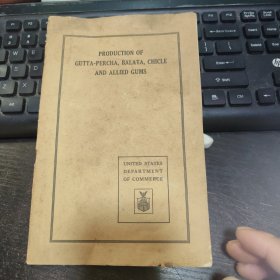 PRODUCTION OF
GUTTA-PERCHA, BALATA, CHICLE
AND ALLIED GUMS
UNITED STATES
DEPARTMENT
OF COMMERCE